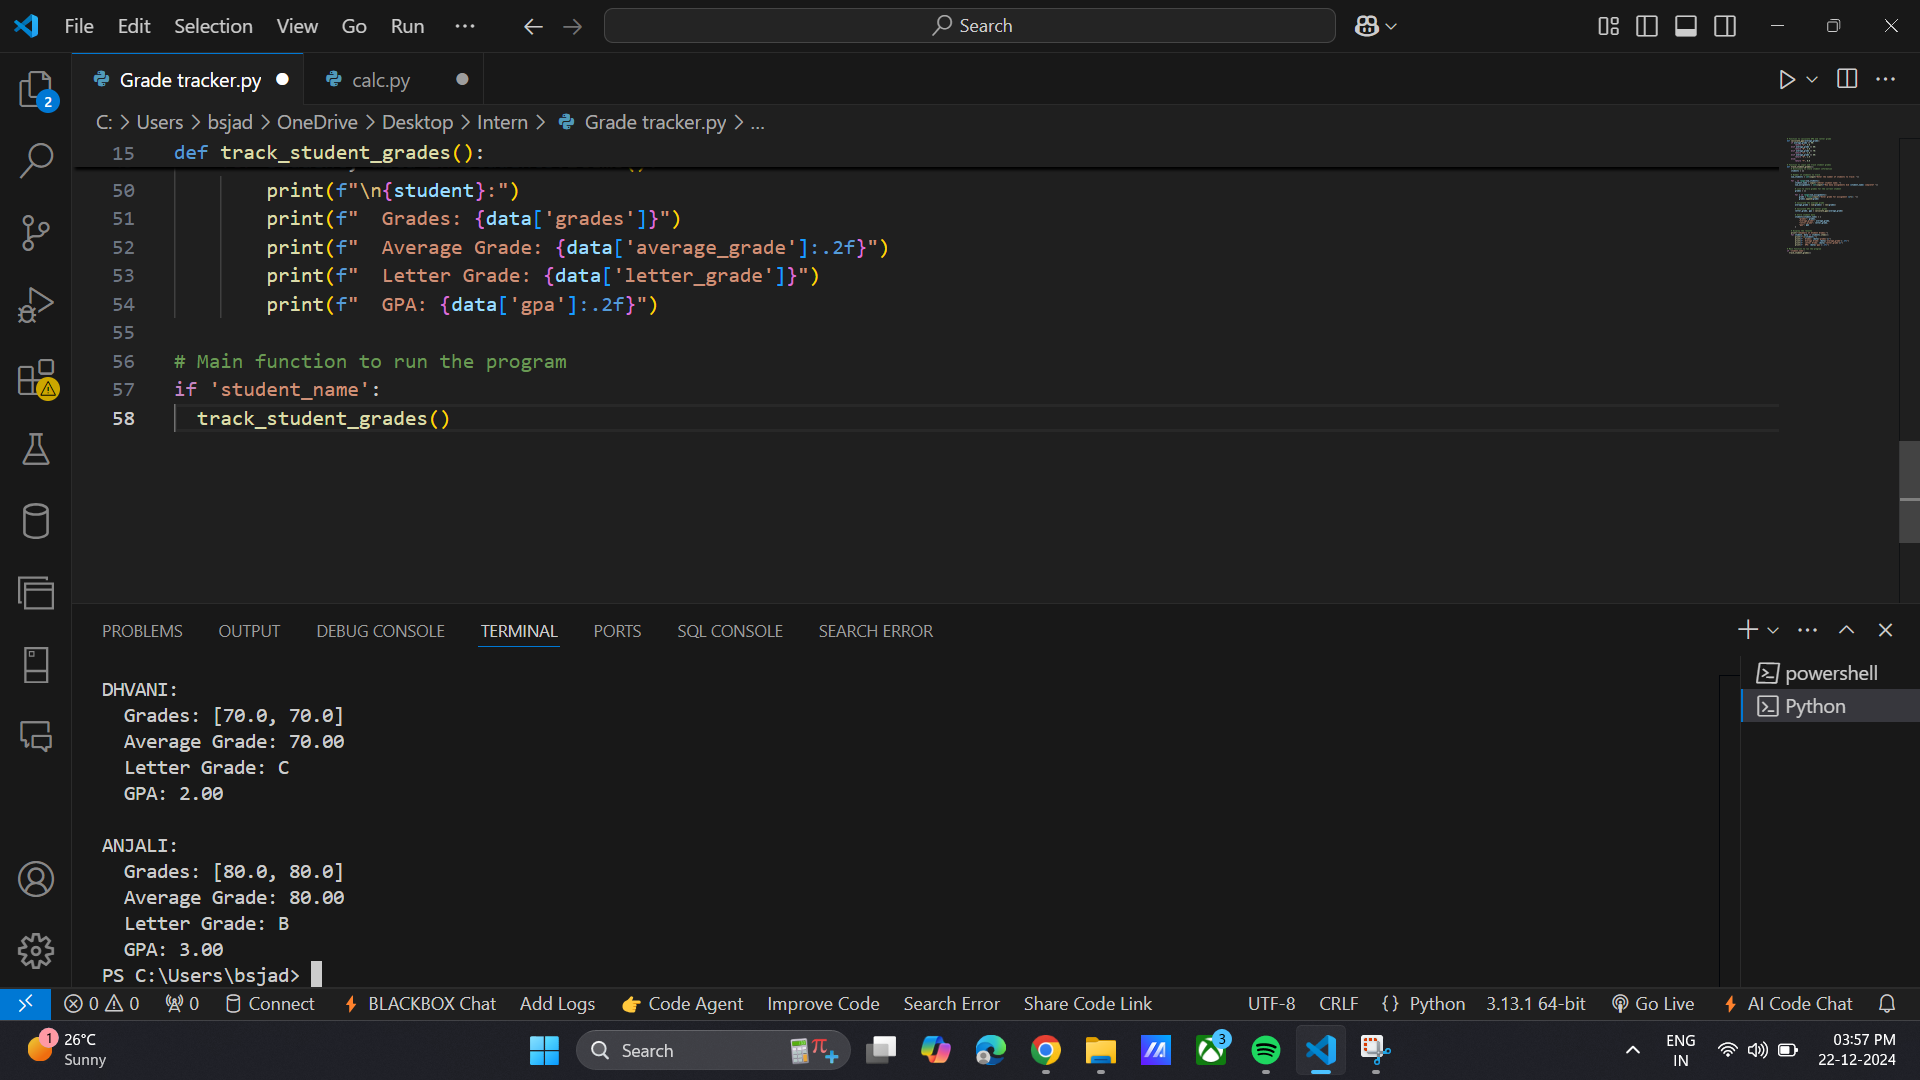 File Edit Selection View Go Run ··· Search
Grade tracker.py calc.py
C: > Users > bsjad > OneDrive > Desktop > Intern > Grade tracker.py > ...
15 def track_student_grades():
50 print(f"\n{student}:")
51 print(f"  Grades: {data['grades']}")
52 print(f"  Average Grade: {data['average_grade']:.2f}")
53 print(f"  Letter Grade: {data['letter_grade']}")
54 print(f"  GPA: {data['gpa']:.2f}")
55
56 # Main function to run the program
57 if 'student_name':
58 track_student_grades()
2
PROBLEMS OUTPUT DEBUG CONSOLE TERMINAL PORTS SQL CONSOLE SEARCH ERROR
powershell
Python
DHVANI:
Grades: [70.0, 70.0]
Average Grade: 70.00
Letter Grade: C
GPA: 2.00
ANJALI:
Grades: [80.0, 80.0]
Average Grade: 80.00
Letter Grade: B
GPA: 3.00
PS C:\Users\bsjad>
0 0 0 Connect BLACKBOX Chat Add Logs Code Agent Improve Code Search Error Share Code Link UTF-8 CRLF {} Python 3.13.1 64-bit Go Live AI Code Chat
1 26°C
Sunny
Search
3
ENG
IN
03:57 PM
22-12-2024